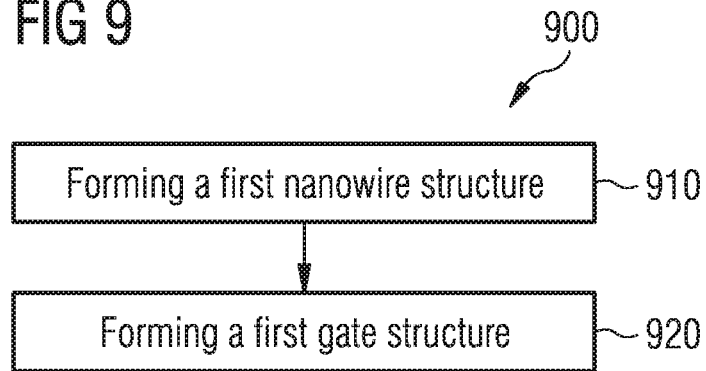 FIG 9
900
Forming a first nanowire structure
910
Forming a first gate structure
920